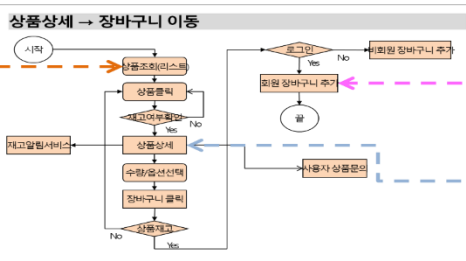 상품상세 → 장바구니 이동
시작
상품조회(리스트)
상품클릭
재고여부확인
No
Yes
재고알림서비스
상품상세
수량/옵션선택
장바구니 클릭
상품재고
No
Yes
로그인
No
비회원 장바구니 추가
Yes
회원 장바구니 추가
끝
사용자 상품문의